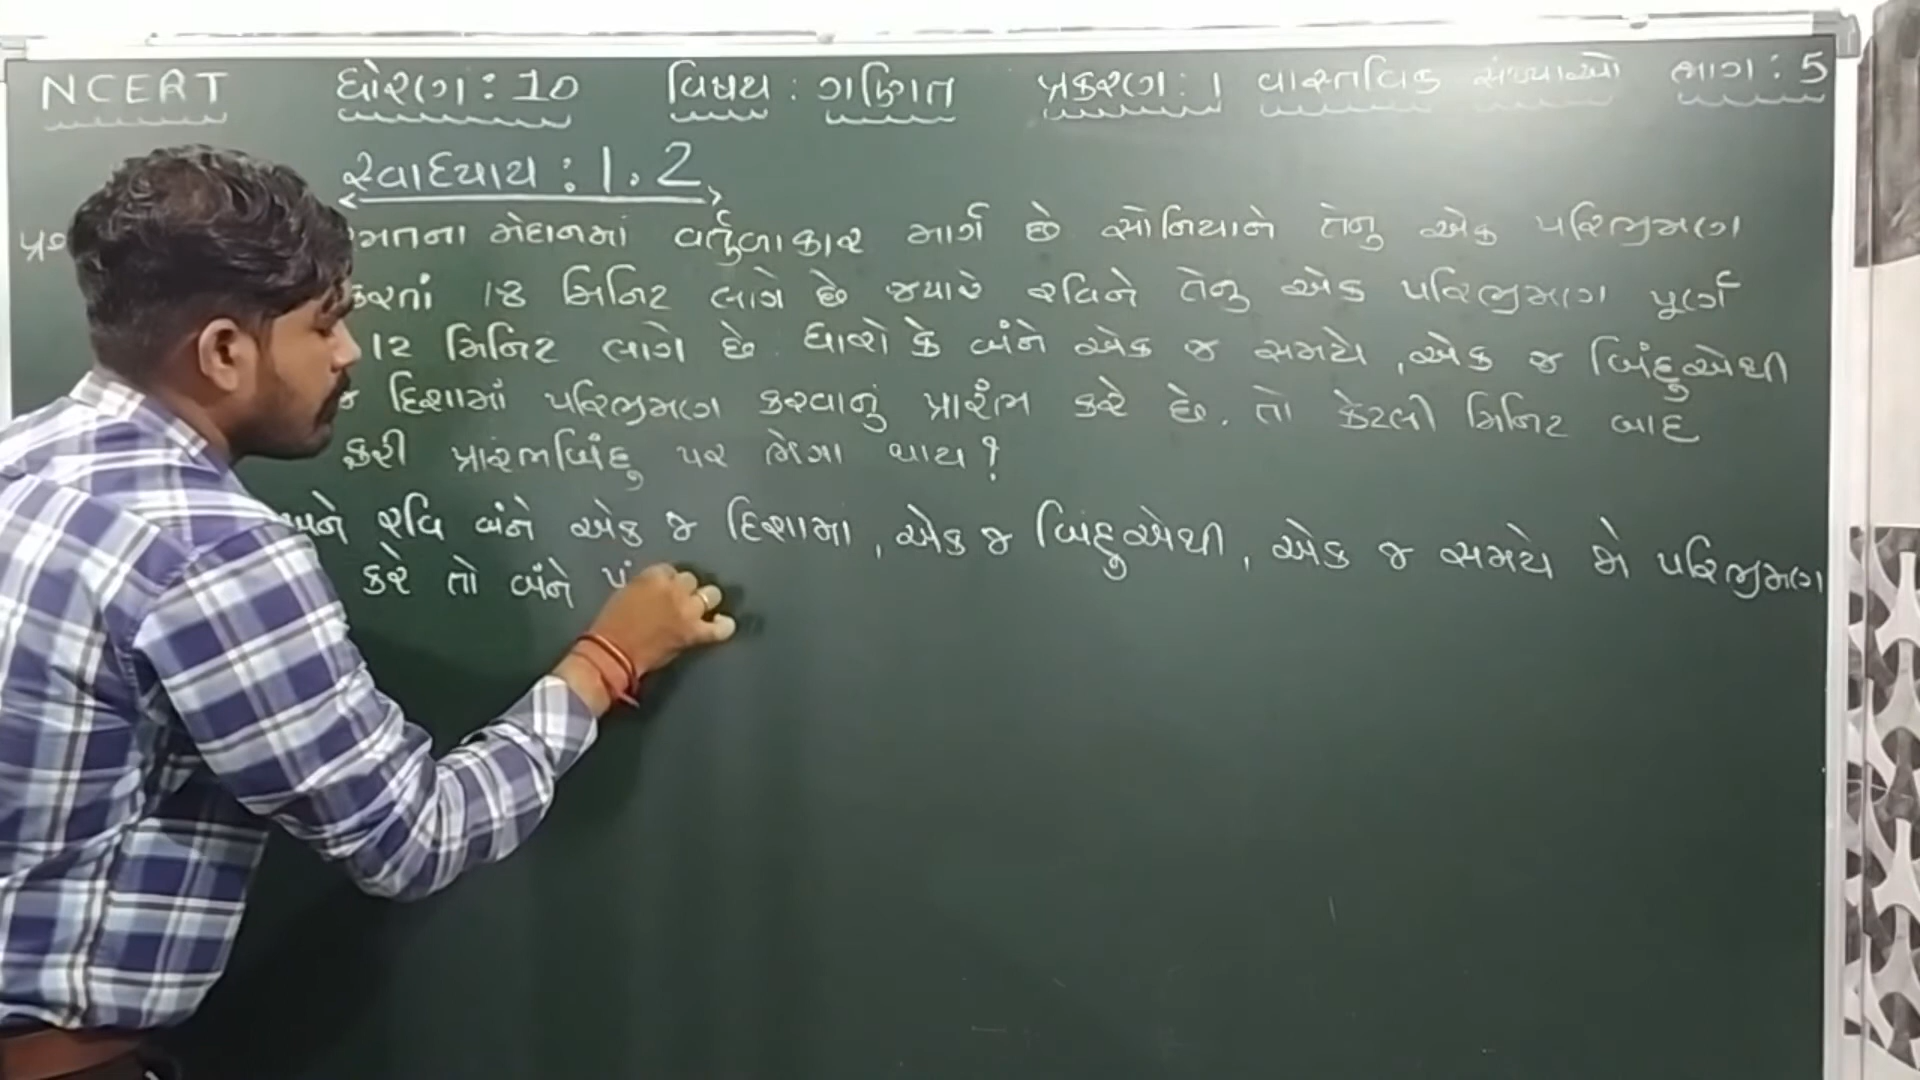 NCERT ધોરણ : 10 વિષય : ગણિત પ્રકરણ : 1 વાસ્તવિક સંખ્યાઓ ભાગ : 5
સ્વાધ્યાય : 1.2
પ્ર મતના મેદાનમાં વર્તુળાકાર માર્ગ છે સોનિયાને તેનુ એક પરિભ્રમણ
કરતાં 18 મિનિટ લાગે છે જ્યારે રવિને તેનુ એક પરિભ્રમણ પૂર્ણ
12 મિનિટ લાગે છે. ધારો કે બંને એક જ સમયે , એક જ બિંદુએથી
જ દિશામાં પરિભ્રમણ કરવાનું પ્રારંભ કરે છે. તો કેટલી મિનિટ બાદ
ફરી પ્રારંભબિંદુ પર ભેગા થાય ?
અને રવિ બંને એક જ દિશામા , એક જ બિંદુએથી , એક જ સમયે જો પરિભ્રમણ
કરે તો બંને